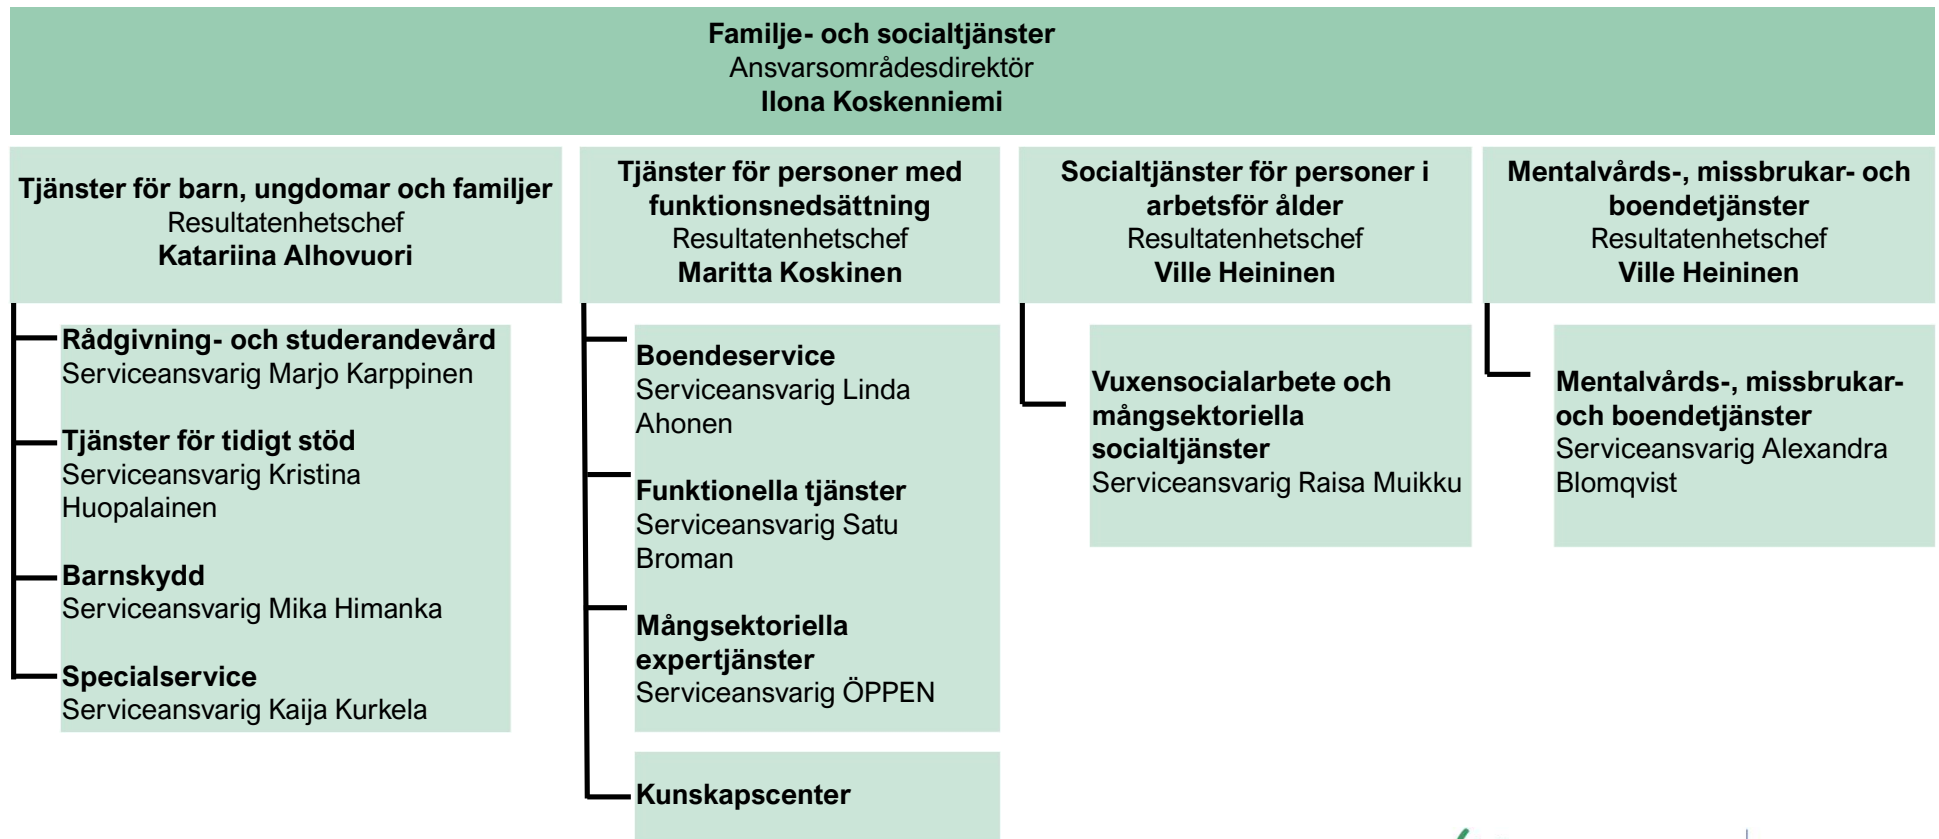 Familje- och socialtjänster
Ansvarsområdesdirektör
Ilona Koskenniemi
Tjänster för barn, ungdomar och familjer
Resultatenhetschef
Katariina Alhovuori
Rådgivning- och studerandevård
Serviceansvarig Marjo Karppinen
Tjänster för tidigt stöd
Serviceansvarig Kristina
Huopalainen
Barnskydd
Serviceansvarig Mika Himanka
Specialservice
Serviceansvarig Kaija Kurkela
Tjänster för personer med
funktionsnedsättning
Resultatenhetschef
Maritta Koskinen
Boendeservice
Serviceansvarig Linda
Ahonen
Funktionella tjänster
Serviceansvarig Satu
Broman
Mångsektoriella
expertjänster
Serviceansvarig ÖPPEN
Kunskapscenter
Socialtjänster för personer i
arbetsför ålder
Resultatenhetschef
Ville Heininen
Vuxensocialarbete och
mångsektoriella
socialtjänster
Serviceansvarig Raisa Muikku
Mentalvårds-, missbrukar- och
boendetjänster
Resultatenhetschef
Ville Heininen
Mentalvårds-, missbrukar-
och boendetjänster
Serviceansvarig Alexandra
Blomqvist